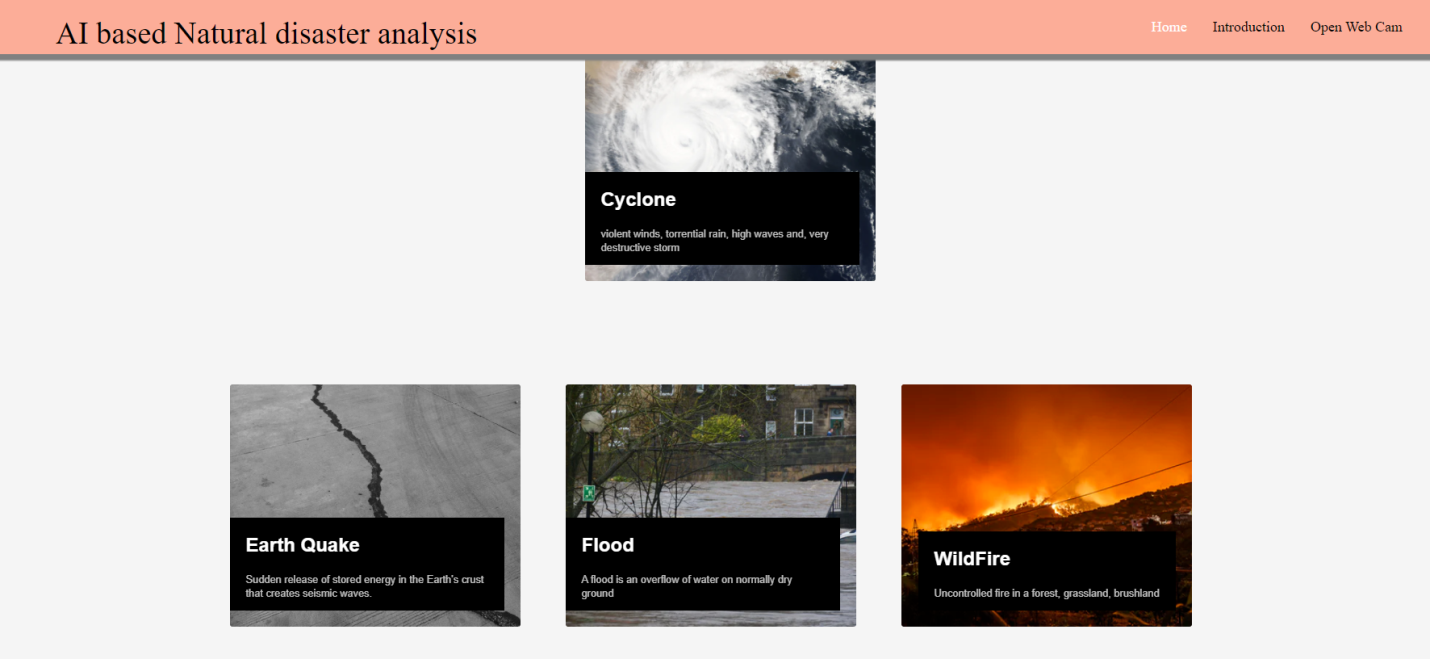 AI based Natural disaster analysis
Home Introduction Open Web Cam
Cyclone
violent winds, torrential rain, high waves and, very
destructive storm
Earth Quake
Sudden release of stored energy in the Earth's crust
that creates seismic waves.
Flood
A flood is an overflow of water on normally dry
ground
WildFire
Uncontrolled fire in a forest, grassland, brushland